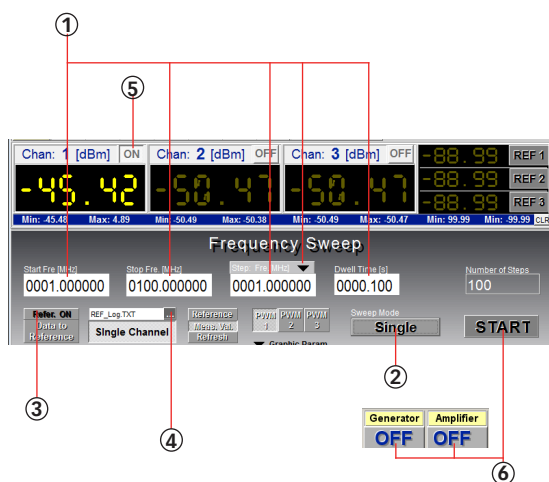 ①
⑤
Chan: 1 [dBm] ON Chan: 2 [dBm] OFF Chan: 3 [dBm] OFF -88.99 REF 1
-45.42 -50.47 -50.47 -88.99 REF 2
-88.99 REF 3
Min: -45.48 Max: 4.89 Min: -50.49 Max: -50.38 Min: -50.49 Max: -50.47 Min: 99.99 Min: -99.99 CLR
Frequency Sweep
Start Fre [MHz] Stop Fre. [MHz] Step. Fre. [MHz] Dwell Time [s] Number of Steps
0001.000000 0100.000000 0001.000000 0000.100 100
Refer. ON REF_Log.TXT ... Reference PWM 1 PWM 2 PWM 3 Sweep Mode
Data to Reference Single Channel Meas. Val. Refresh Single START
Graphic Param
② 
③ ④
Generator Amplifier
OFF OFF
⑥